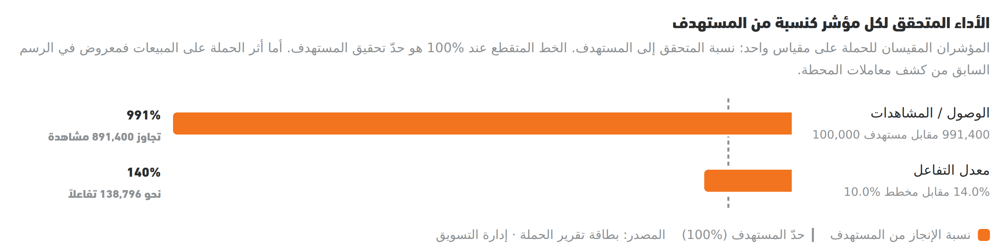 الأداء المتحقق لكل مؤشر كنسبة من المستهدف
المؤشران المقيسان للحملة على مقياس واحد: نسبة المتحقق إلى المستهدف. الخط المتقطع عند 100% هو حدّ تحقيق المستهدف. أما أثر الحملة على المبيعات فمعروض في الرسم
السابق من كشف معاملات المحطة.
الوصول / المشاهدات
991,400 مقابل مستهدف 100,000
991%
تجاوز 891,400 مشاهدة
معدل التفاعل
14.0% مقابل مخطط 10.0%
140%
نحو 138,796 تفاعلاً
نسبة الإنجاز من المستهدف
حدّ المستهدف (100%)
المصدر: بطاقة تقرير الحملة · إدارة التسويق